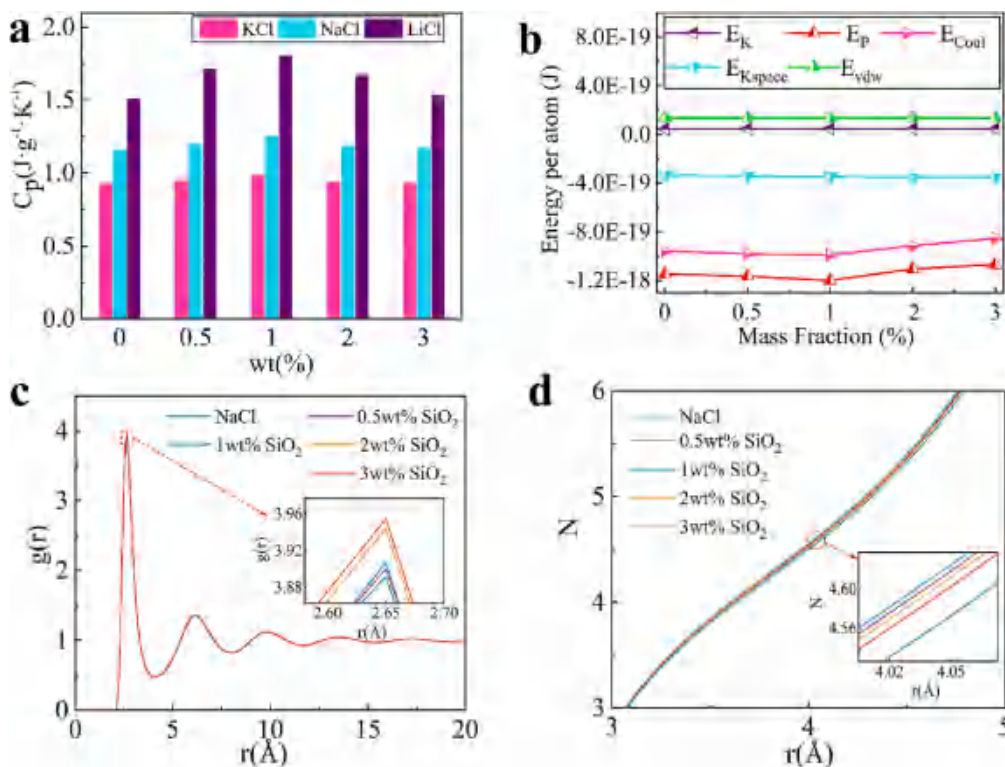 a
KCl NaCl LiCl
2.0
1.5
1.0
0.5
0.0
Cp(J·g⁻¹·K⁻¹)
0 0.5 1 2 3
wt(%)
b
E_K E_P E_Coul
E_Kspace E_vdw
8.0E-19
4.0E-19
0.0
-4.0E-19
-8.0E-19
-1.2E-18
Energy per atom (J)
0 0.5 1 2 3
Mass Fraction (%)
c
NaCl 0.5wt% SiO₂
1wt% SiO₂ 2wt% SiO₂
3wt% SiO₂
4
3
2
1
0
g(r)
3.96
3.92
3.88
g(r)
2.60 2.65 2.70
r(Å)
0 5 10 15 20
r(Å)
d
NaCl
0.5wt% SiO₂
1wt% SiO₂
2wt% SiO₂
3wt% SiO₂
6
5
4
3
N
4.60
4.56
N
4.02 4.05
r(Å)
3 4 5
r(Å)